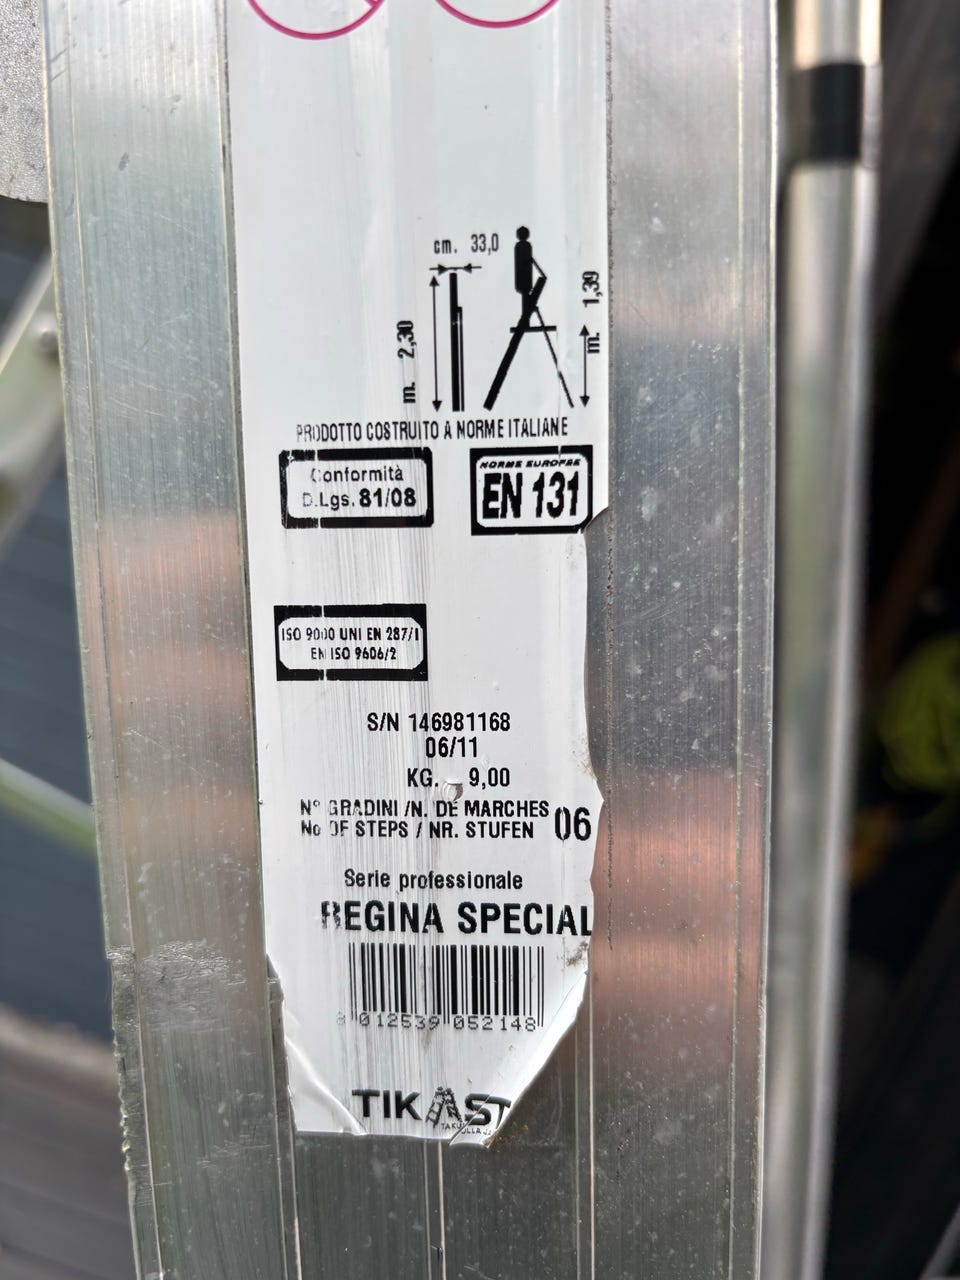 cm. 33,0
m. 2,30
m. 1,39
PRODOTTO COSTRUITO A NORME ITALIANE
Conformità
D.Lgs. 81/08
NORME EUROPEE
EN 131
ISO 9000 UNI EN 287/1
EN ISO 9606/2
S/N 146981168
06/11
KG. 9,00
N° GRADINI /N. DE MARCHES
No OF STEPS / NR. STUFEN 06
Serie professionale
REGINA SPECIAL
8 012539 052148
TIKAST